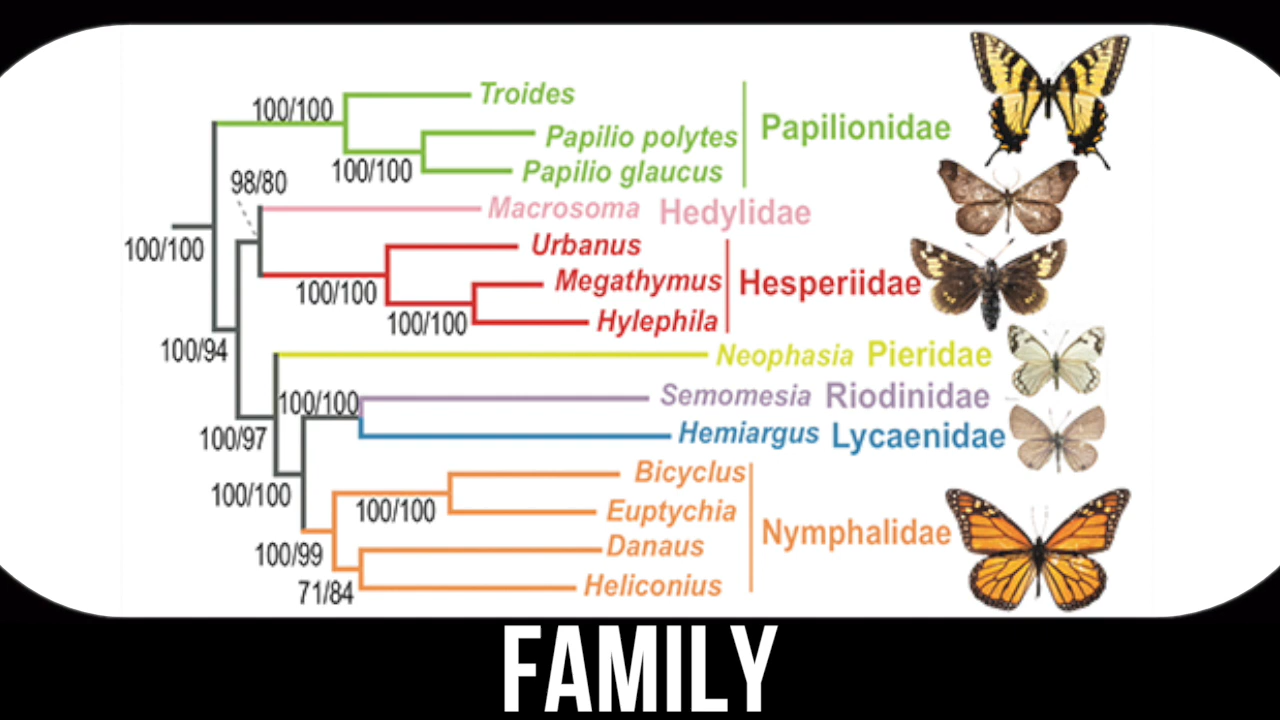 100/100
Troides
Papilionidae
Papilio polytes
100/100
Papilio glaucus
98/80
Macrosoma Hedylidae
100/100
Urbanus
Megathymus
Hesperiidae
100/100
100/100
Hylephila
100/94
Neophasia Pieridae
Semomesia Riodinidae
100/100
Hemiargus Lycaenidae
100/97
Bicyclus
100/100
100/100
Euptychia
Nymphalidae
100/99
Danaus
71/84
Heliconius
FAMILY